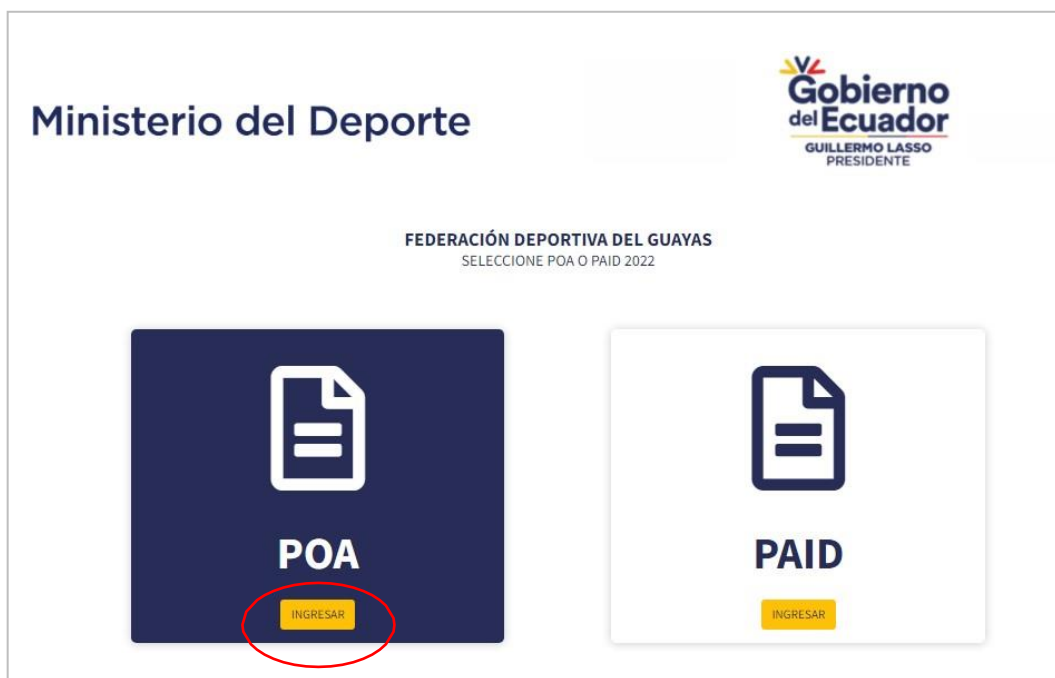 Ministerio del Deporte
Gobierno
del Ecuador
GUILLERMO LASSO
PRESIDENTE
FEDERACIÓN DEPORTIVA DEL GUAYAS
SELECCIONE POA O PAID 2022
POA
INGRESAR
PAID
INGRESAR